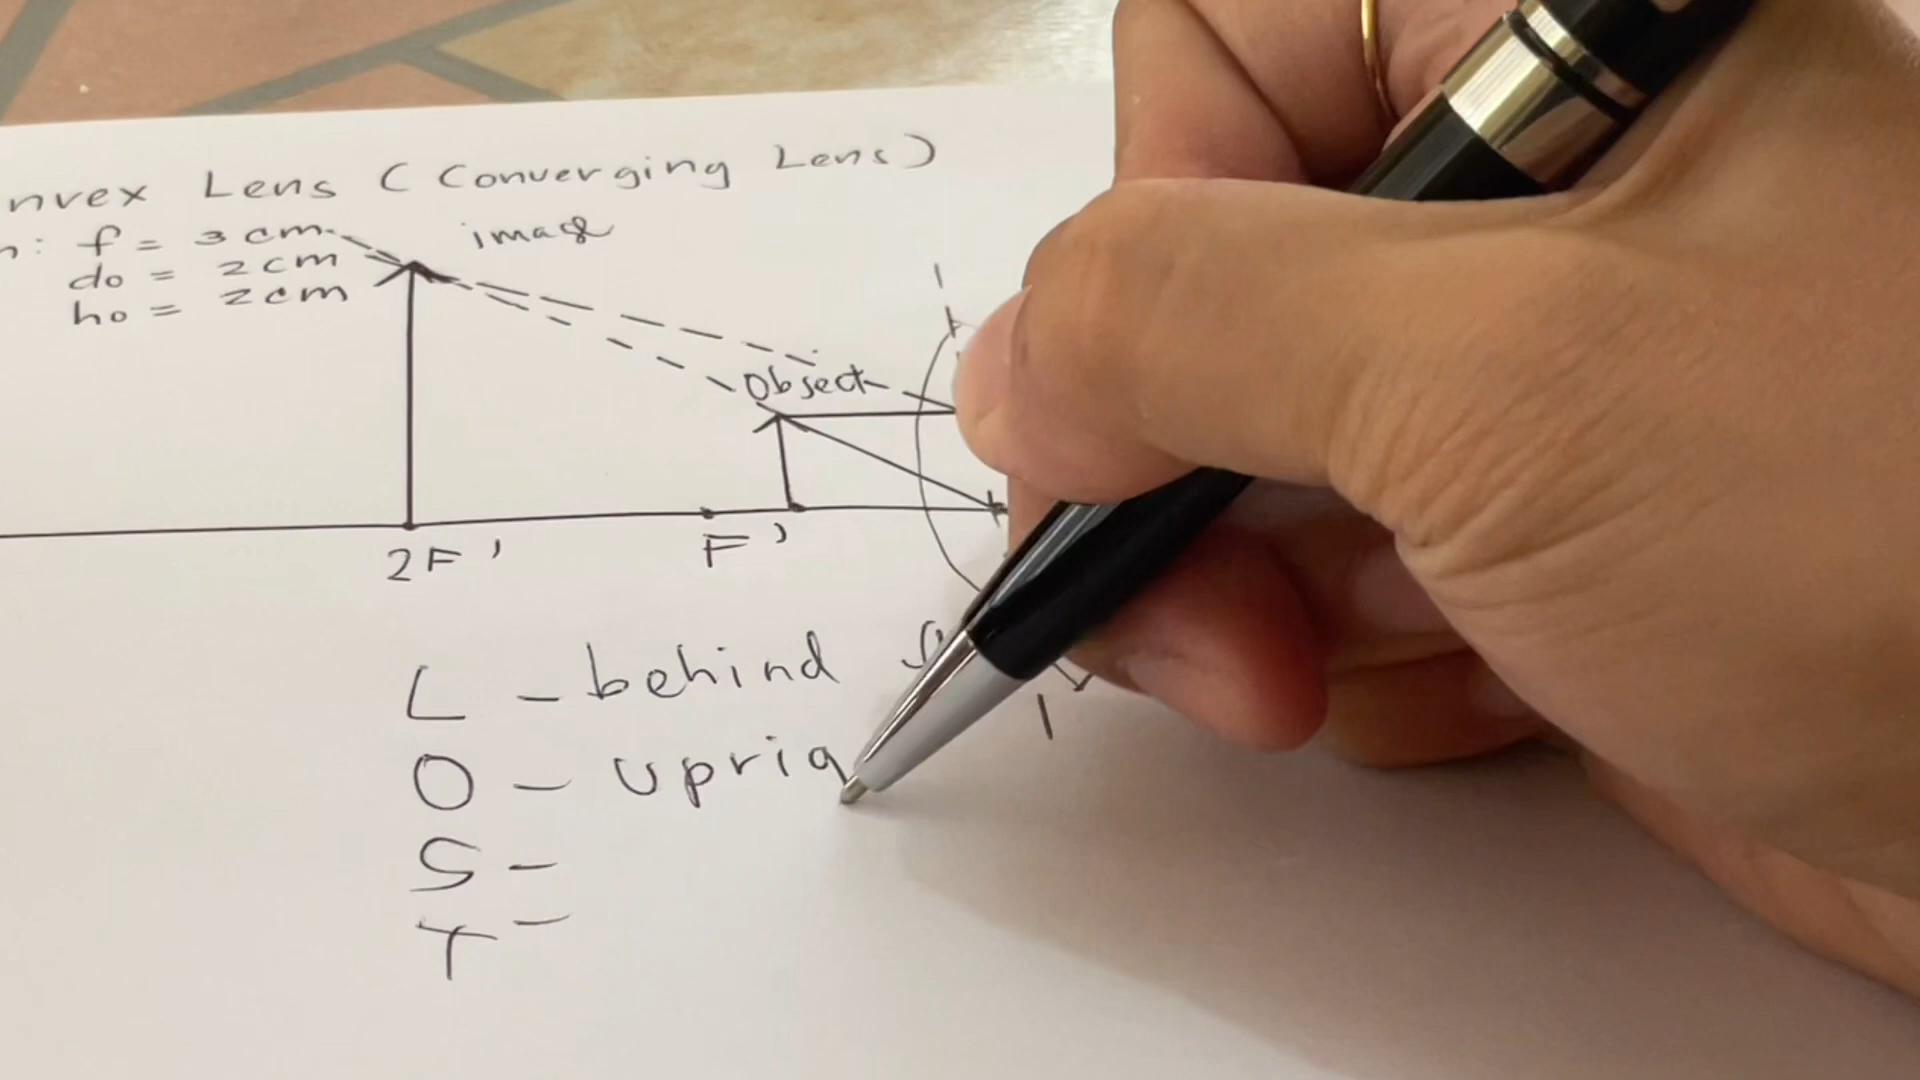 nvex Lens (Converging Lens)
n: f = 3cm
do = 2cm
ho = 2cm
image
Object
2F' F'
L - behind
O - uprig
S -
T -